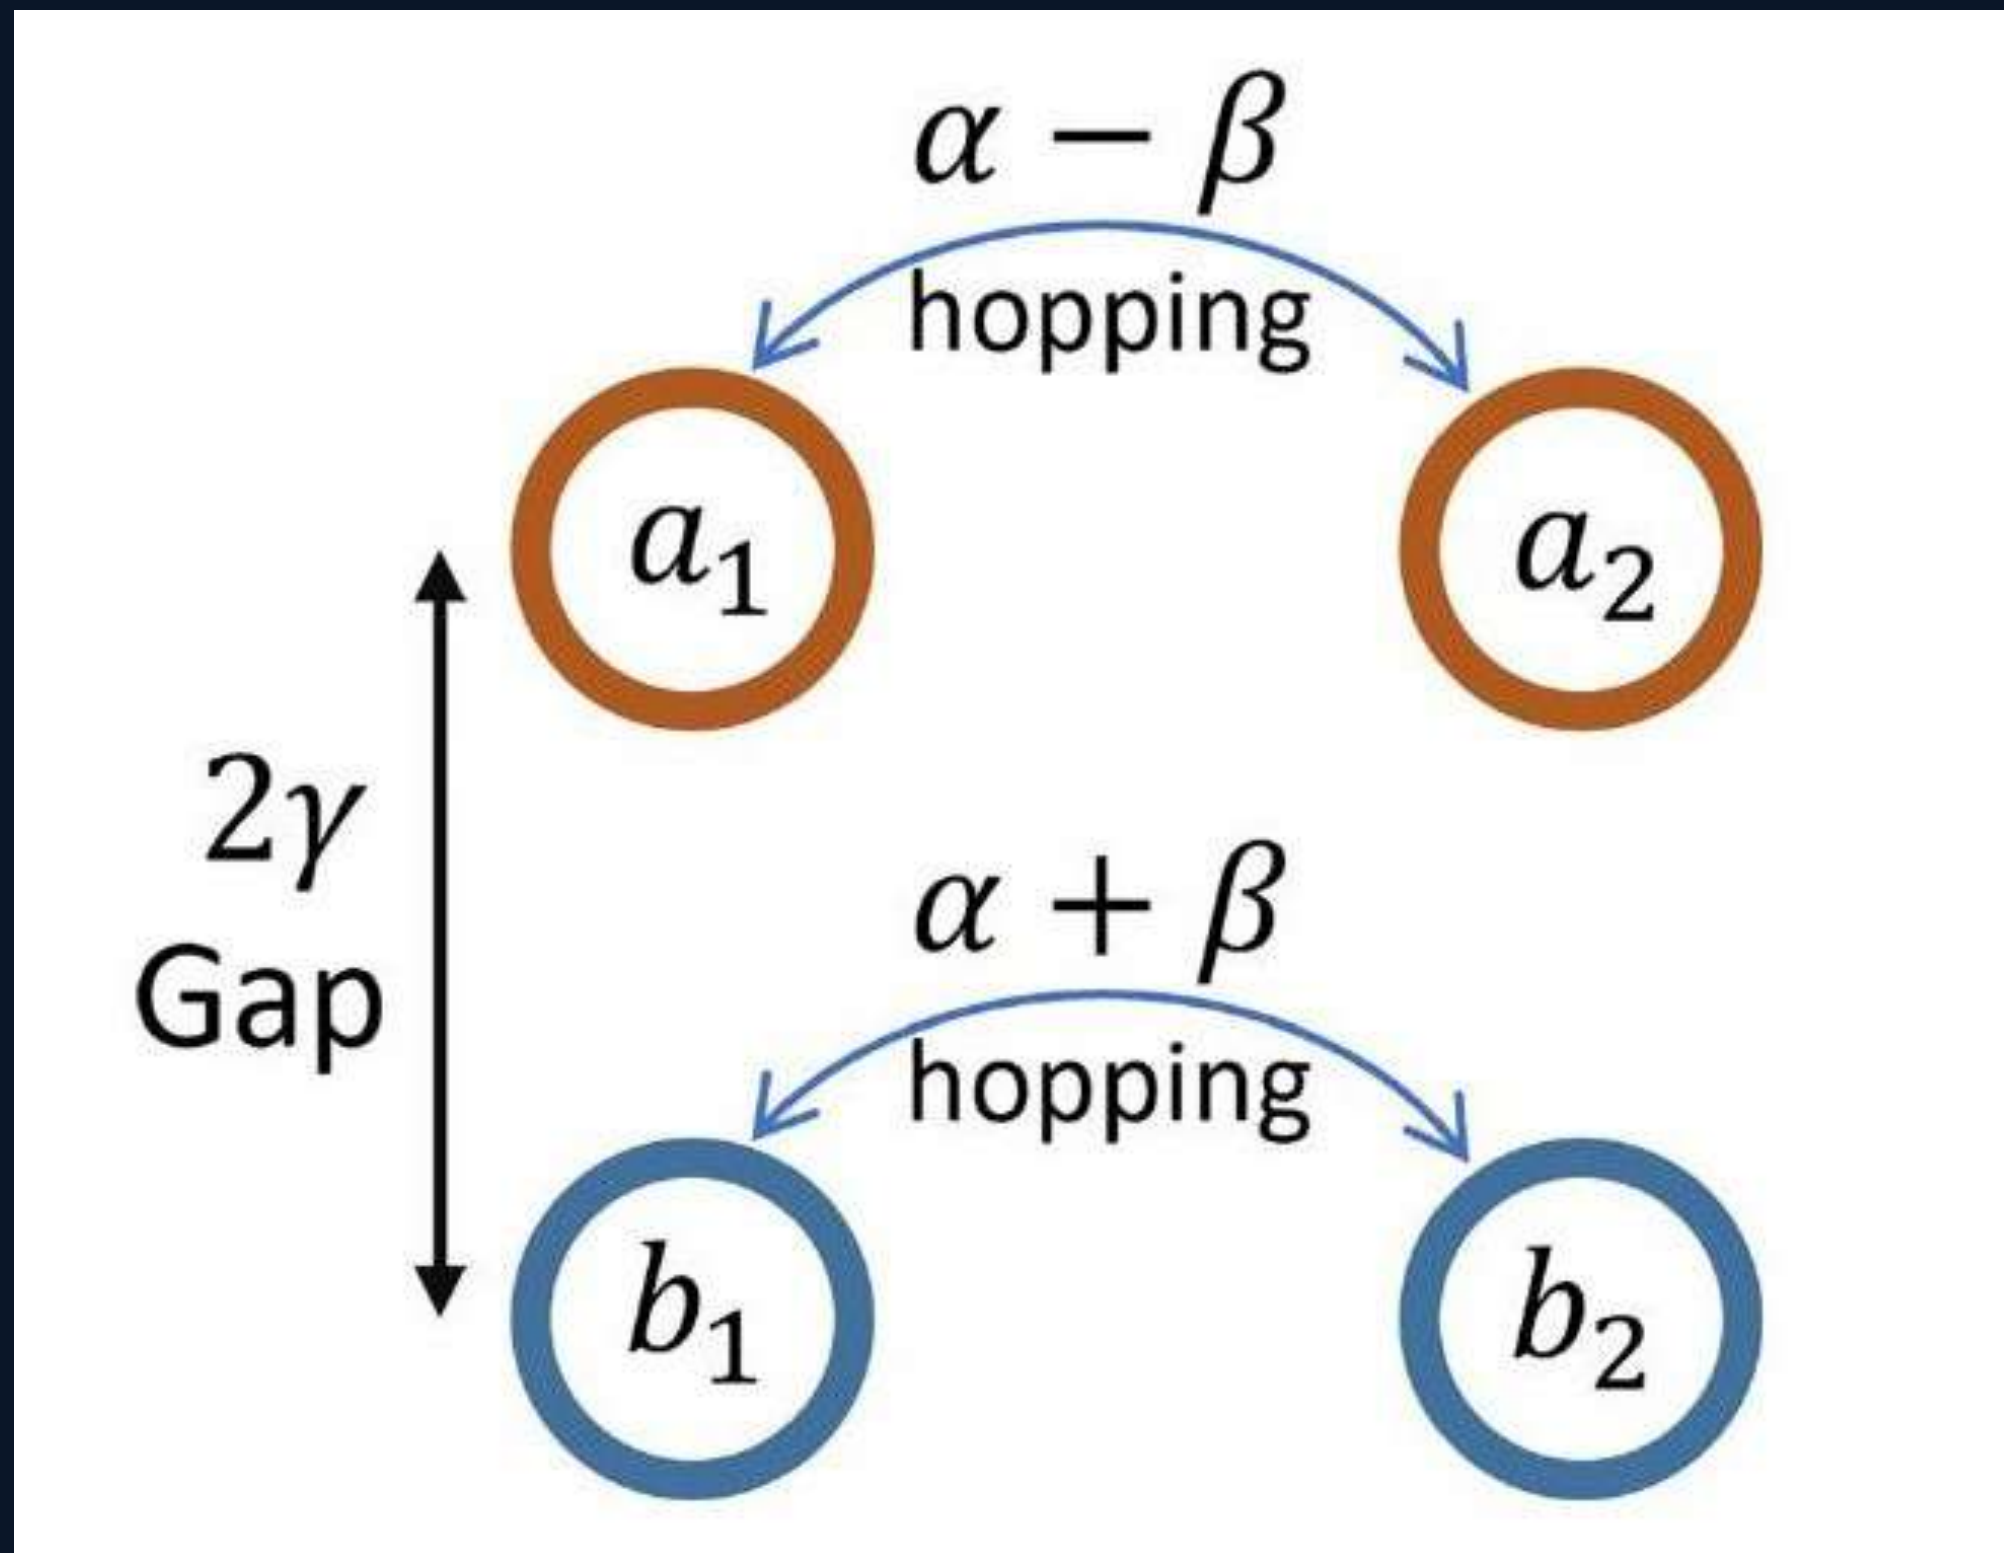 α − β
hopping
a₁
a₂
2γ
Gap
α + β
hopping
b₁
b₂